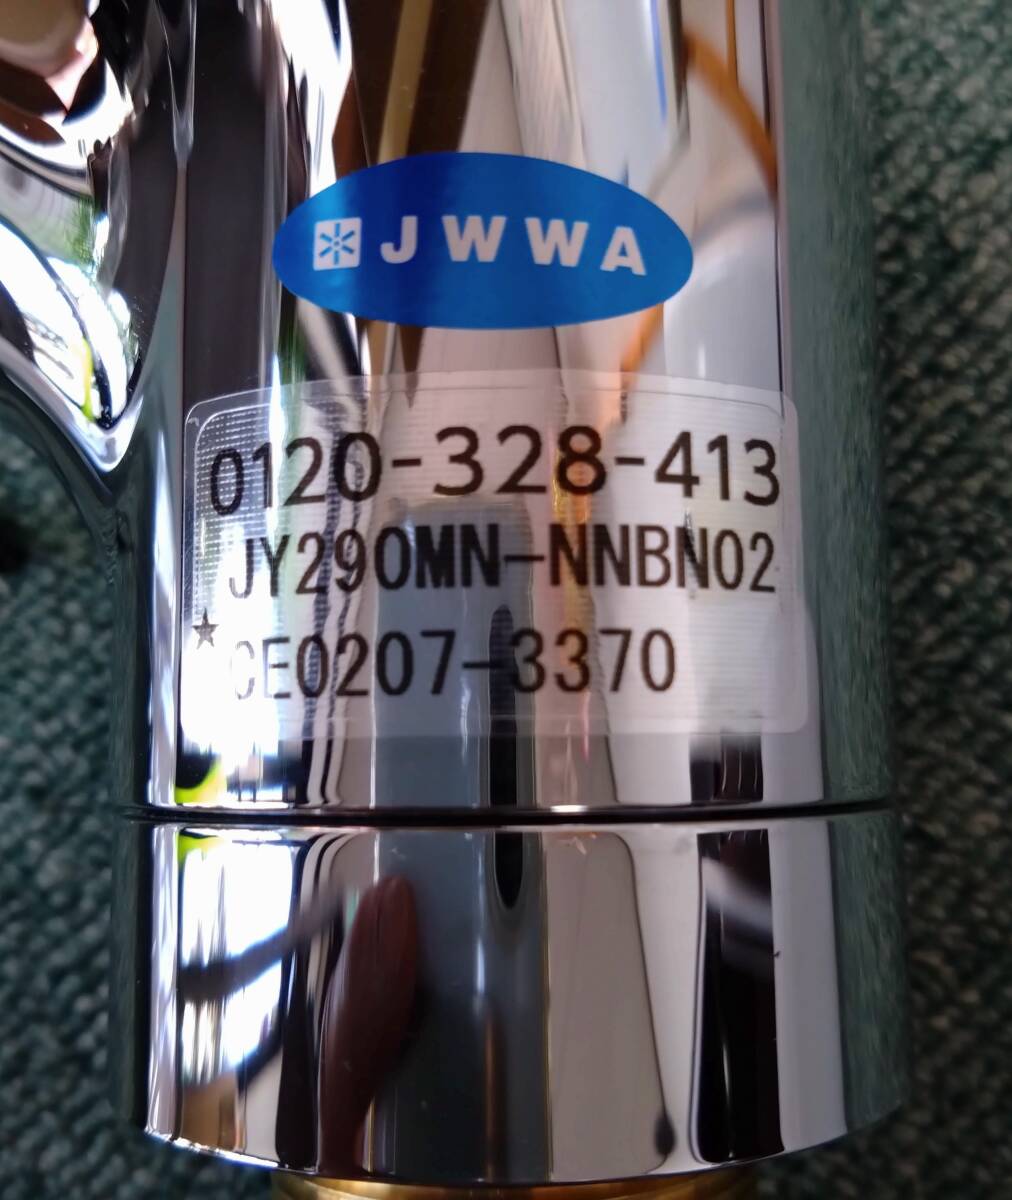 JWWA
0120-328-413
JY290MN-NNBN02
★CE0207-3370